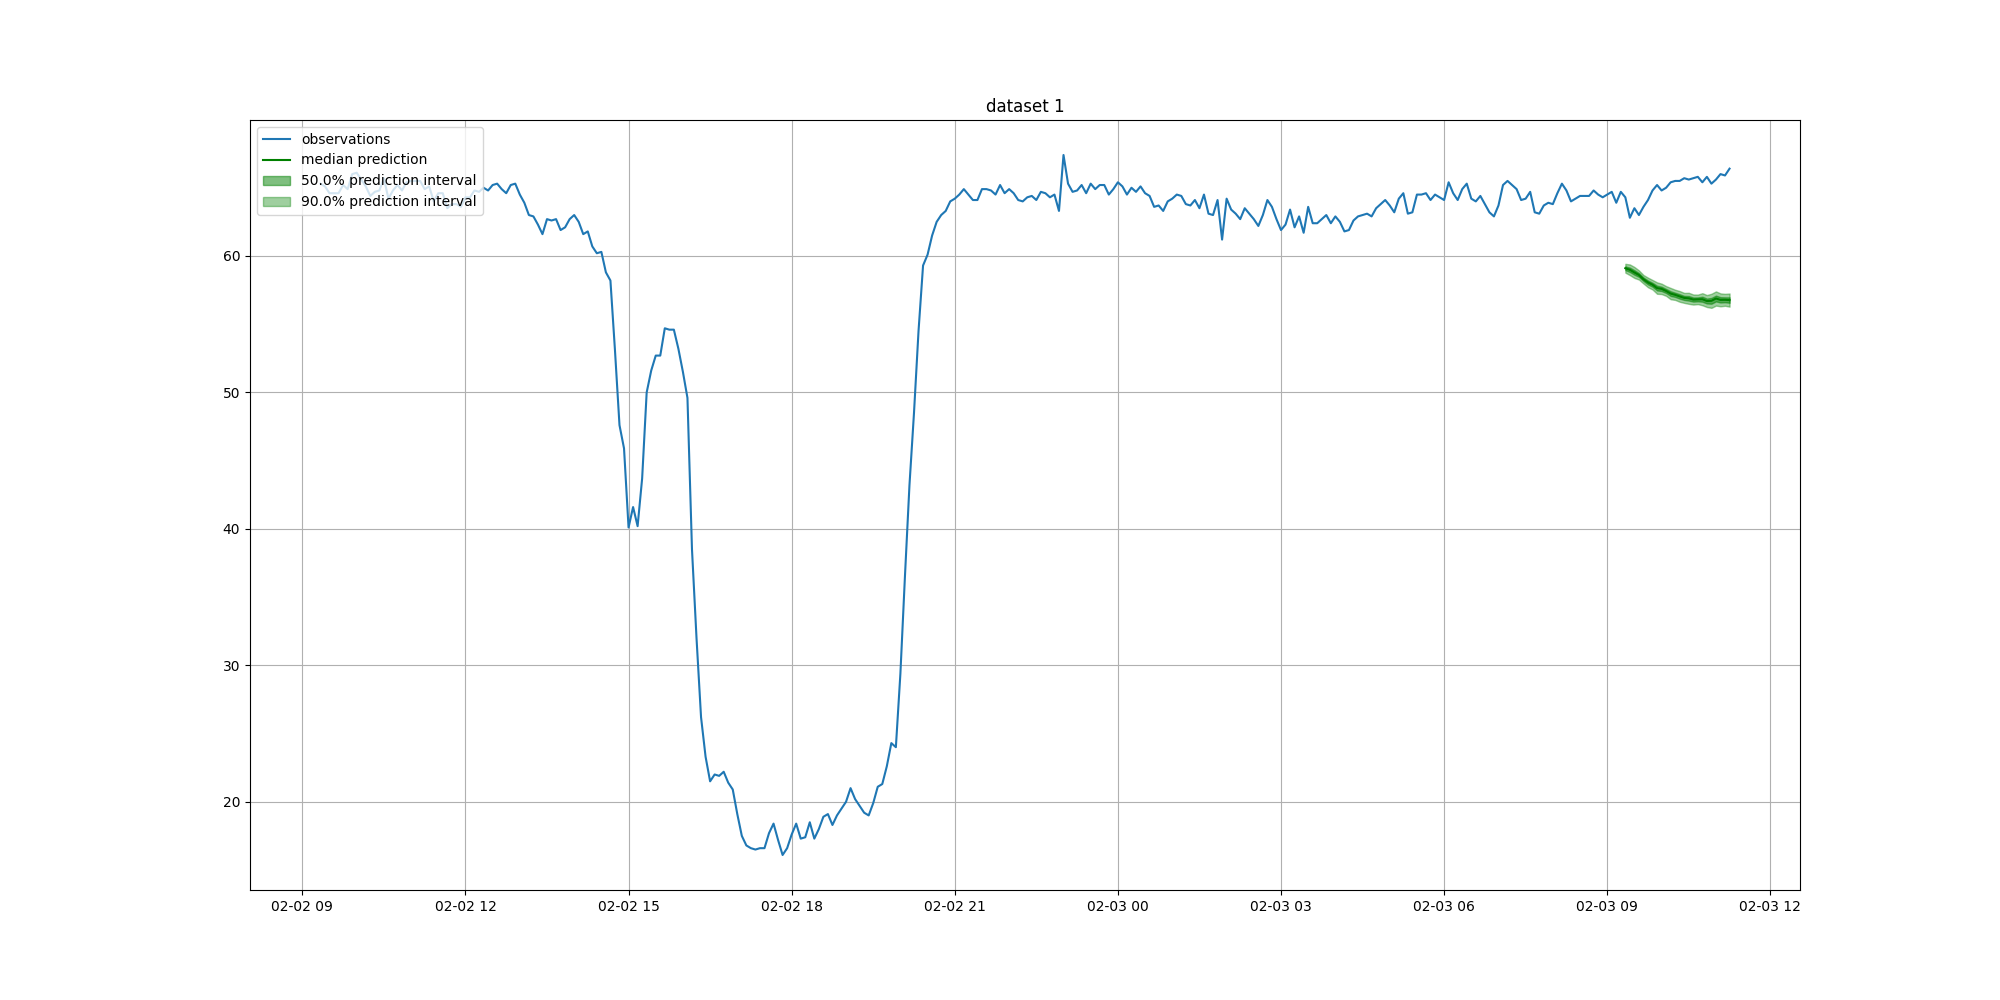 dataset 1
observations
median prediction
50.0% prediction interval
90.0% prediction interval
60
50
40
30
20
02-02 09 02-02 12 02-02 15 02-02 18 02-02 21 02-03 00 02-03 03 02-03 06 02-03 09 02-03 12